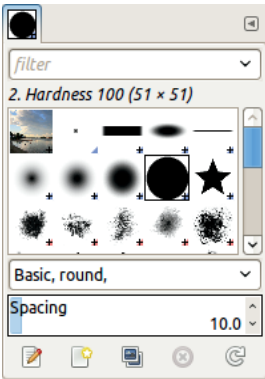 filter
2. Hardness 100 (51 × 51)
Basic, round,
Spacing
10.0